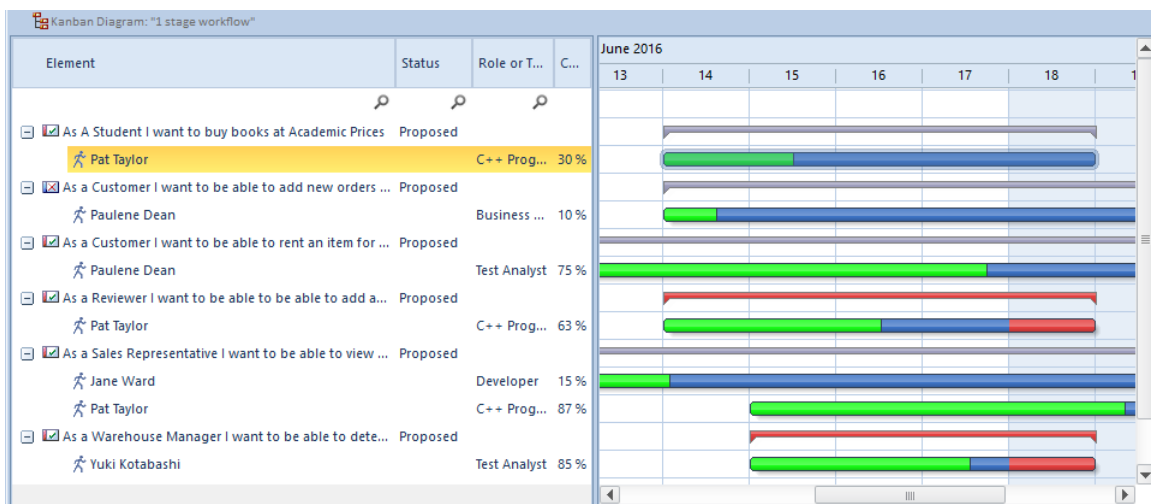 Kanban Diagram: "1 stage workflow"
Element Status Role or T... C...
June 2016
13 14 15 16 17 18 1
As A Student I want to buy books at Academic Prices Proposed
Pat Taylor C++ Prog... 30 %
As a Customer I want to be able to add new orders ... Proposed
Paulene Dean Business ... 10 %
As a Customer I want to be able to rent an item for ... Proposed
Paulene Dean Test Analyst 75 %
As a Reviewer I want to be able to be able to add a... Proposed
Pat Taylor C++ Prog... 63 %
As a Sales Representative I want to be able to view ... Proposed
Jane Ward Developer 15 %
Pat Taylor C++ Prog... 87 %
As a Warehouse Manager I want to be able to dete... Proposed
Yuki Kotabashi Test Analyst 85 %